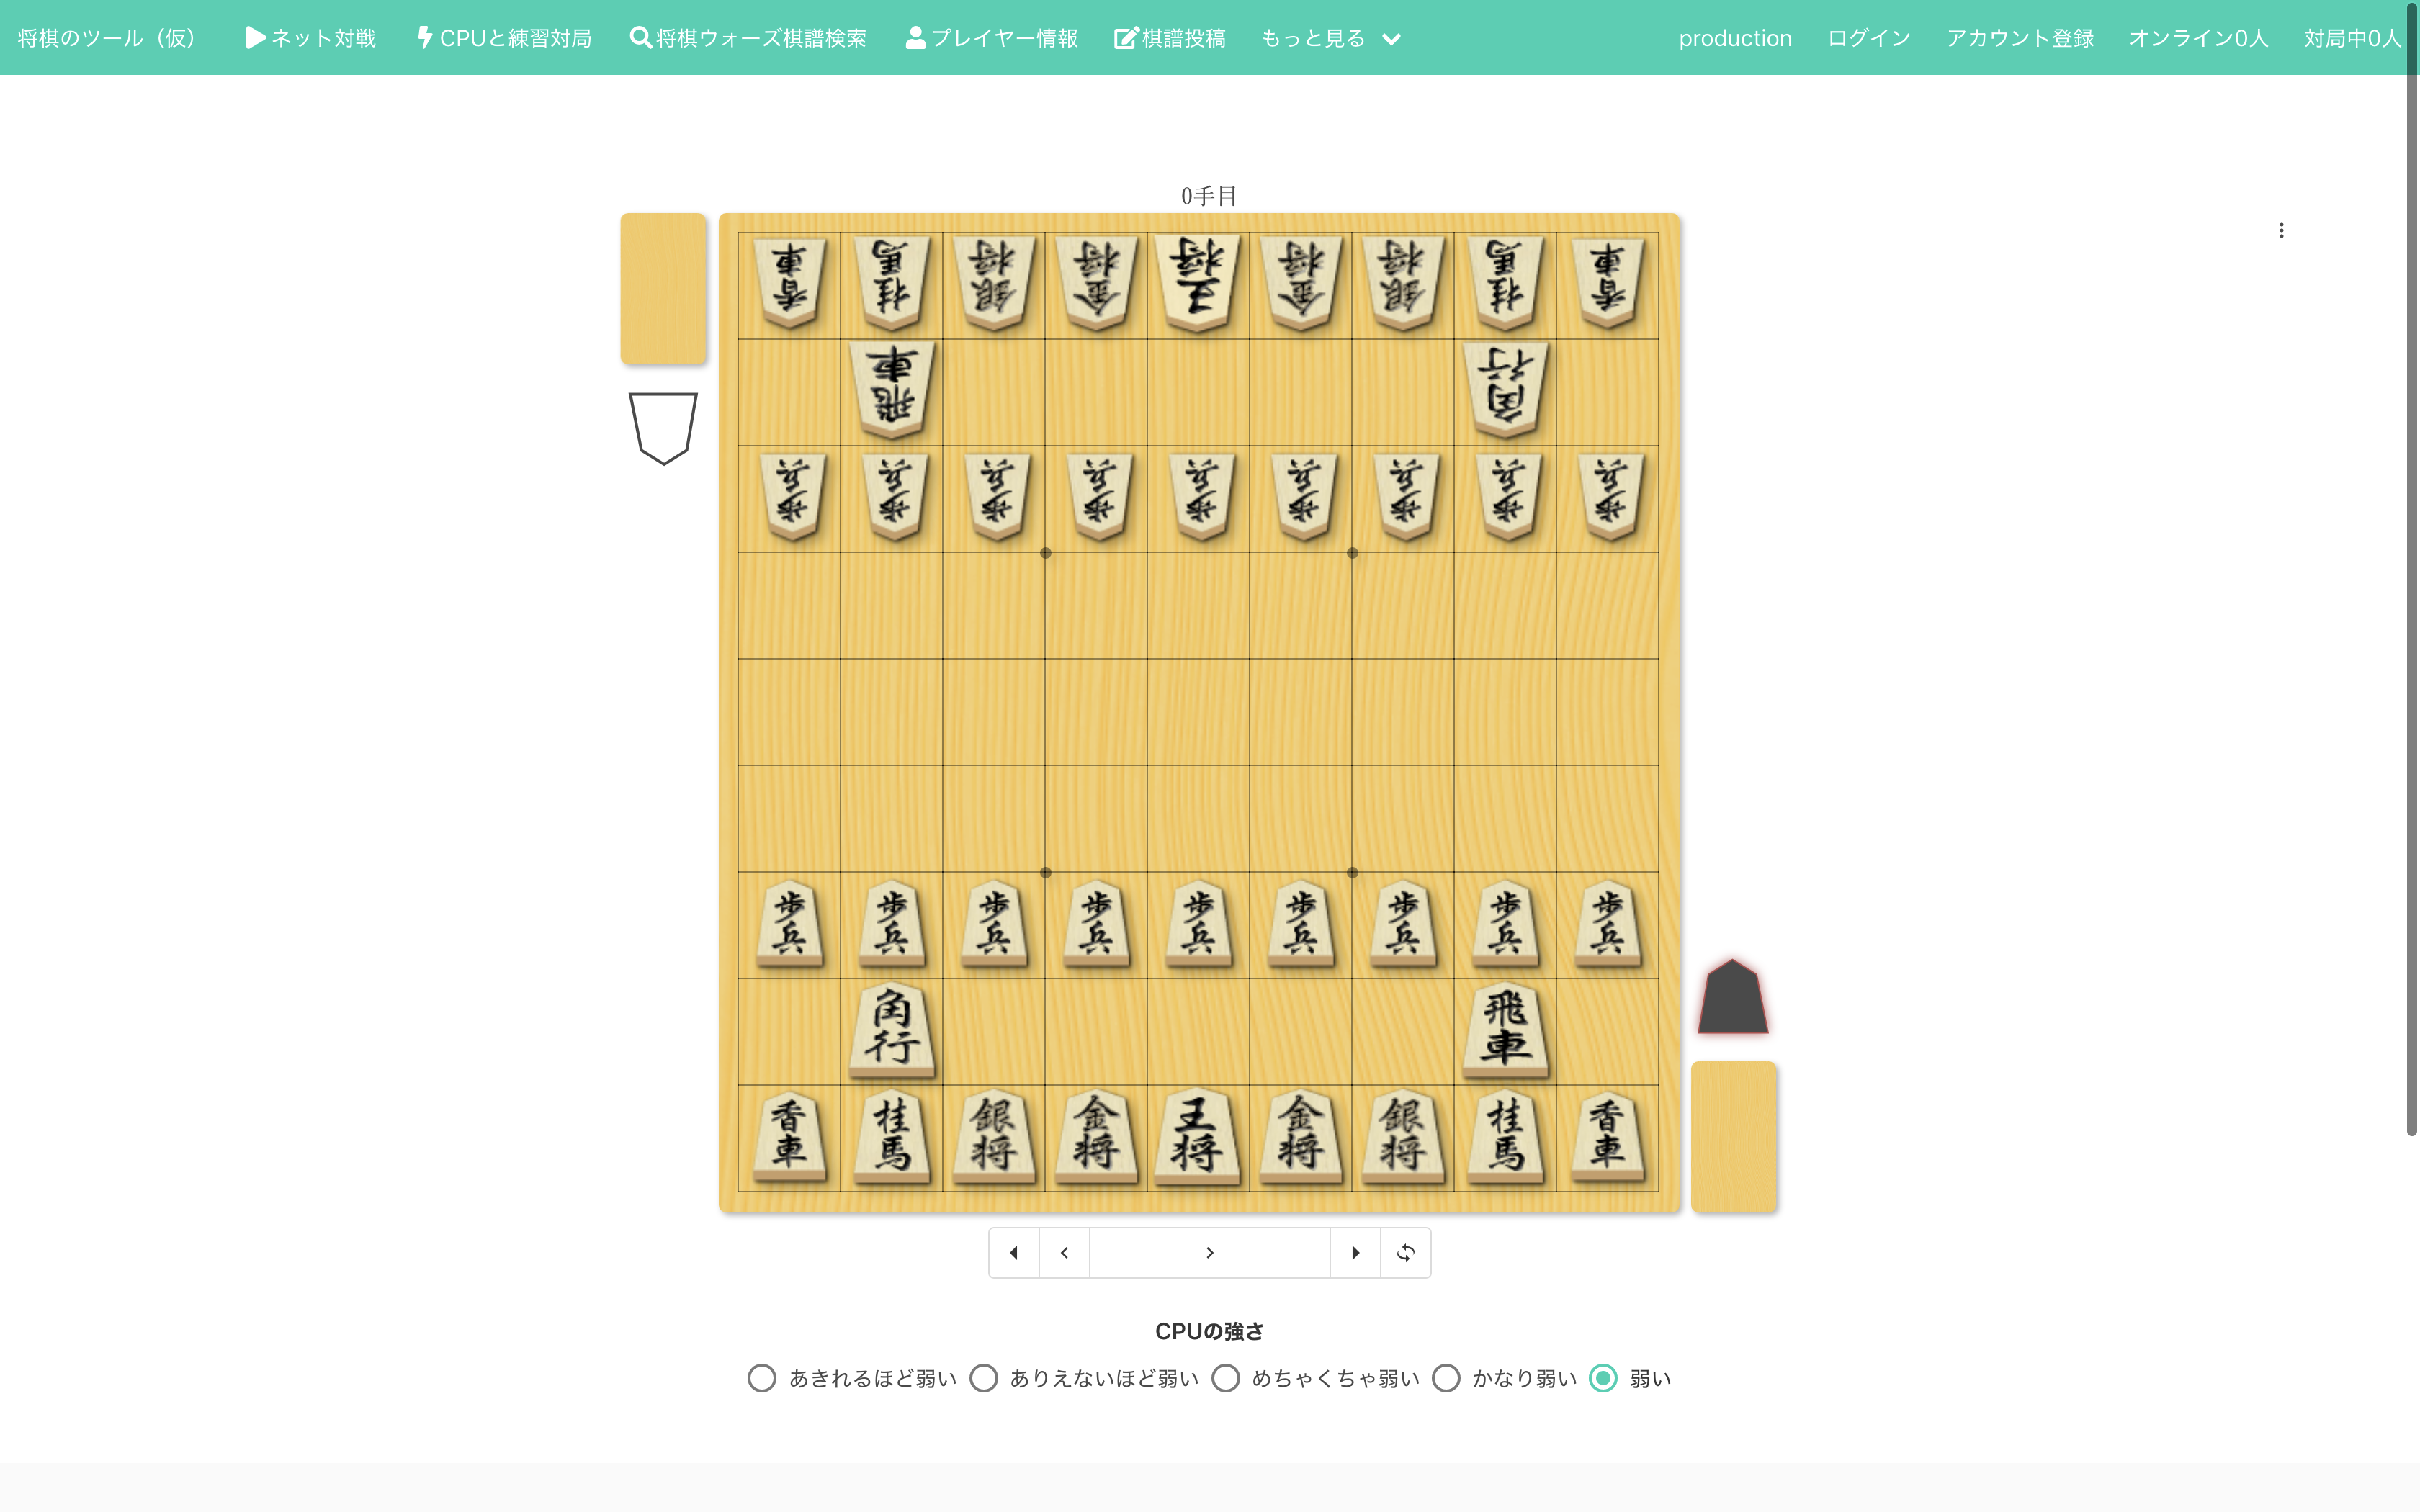 将棋のツール（仮） ネット対戦 CPUと練習対局 将棋ウォーズ棋譜検索 プレイヤー情報 棋譜投稿 もっと見る production ログイン アカウント登録 オンライン0人 対局中0人
0手目
香車 桂馬 銀将 金将 王将 金将 銀将 桂馬 香車
飛車 角行
歩兵 歩兵 歩兵 歩兵 歩兵 歩兵 歩兵 歩兵 歩兵
歩兵 歩兵 歩兵 歩兵 歩兵 歩兵 歩兵 歩兵 歩兵
角行 飛車
香車 桂馬 銀将 金将 王将 金将 銀将 桂馬 香車
CPUの強さ
あきれるほど弱い ありえないほど弱い めちゃくちゃ弱い かなり弱い 弱い